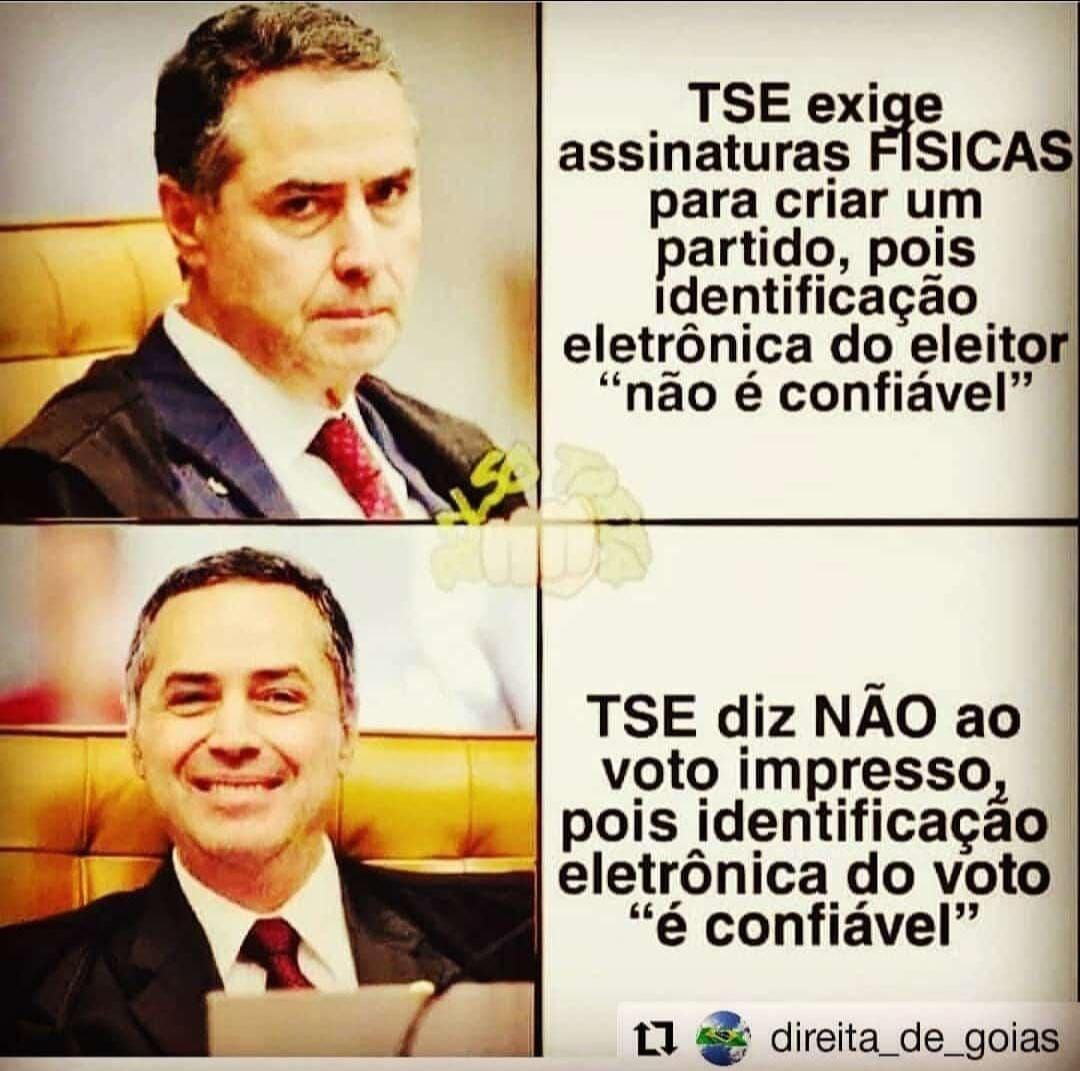 TSE exige
assinaturas FÍSICAS
para criar um
partido, pois
identificação
eletrônica do eleitor
“não é confiável”
TSE diz NÃO ao
voto impresso,
pois identificação
eletrônica do voto
“é confiável”
direita_de_goias